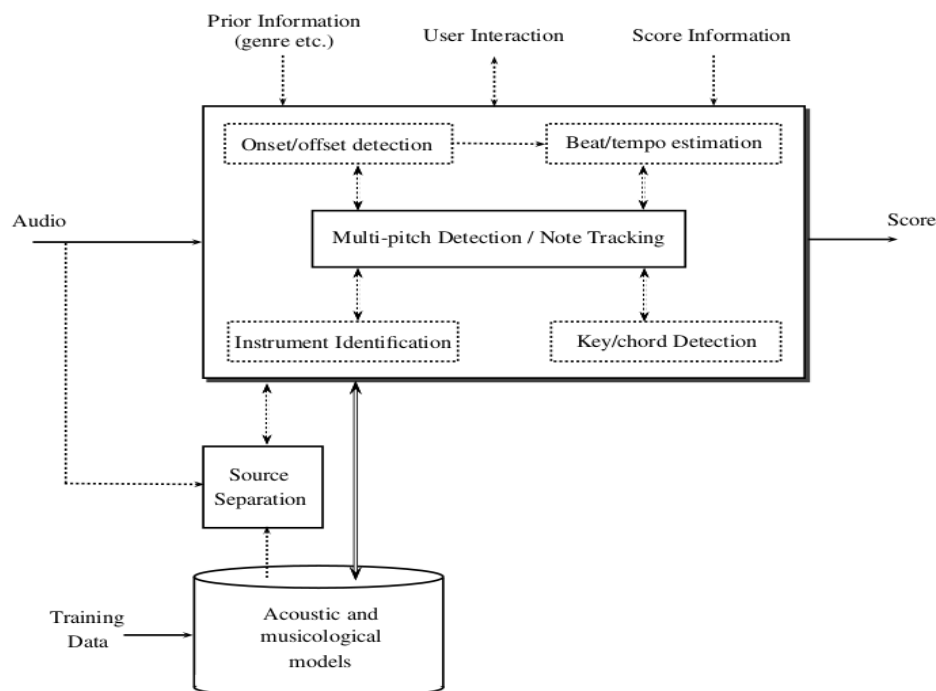 Prior Information
(genre etc.)
User Interaction
Score Information
Onset/offset detection
Beat/tempo estimation
Audio
Multi-pitch Detection / Note Tracking
Score
Instrument Identification
Key/chord Detection
Source
Separation
Training
Data
Acoustic and
musicological
models